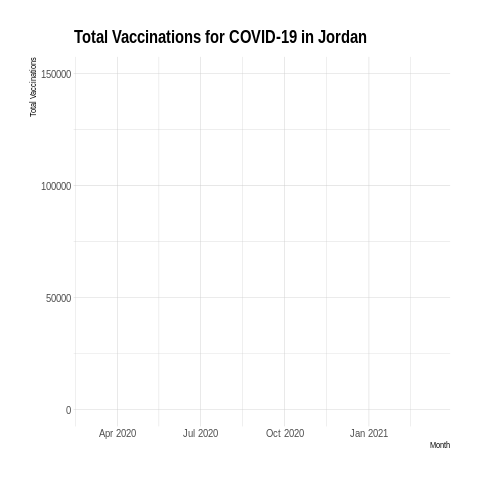 Total Vaccinations for COVID-19 in Jordan
Total Vaccinations
150000
100000
50000
0
Apr 2020
Jul 2020
Oct 2020
Jan 2021
Month